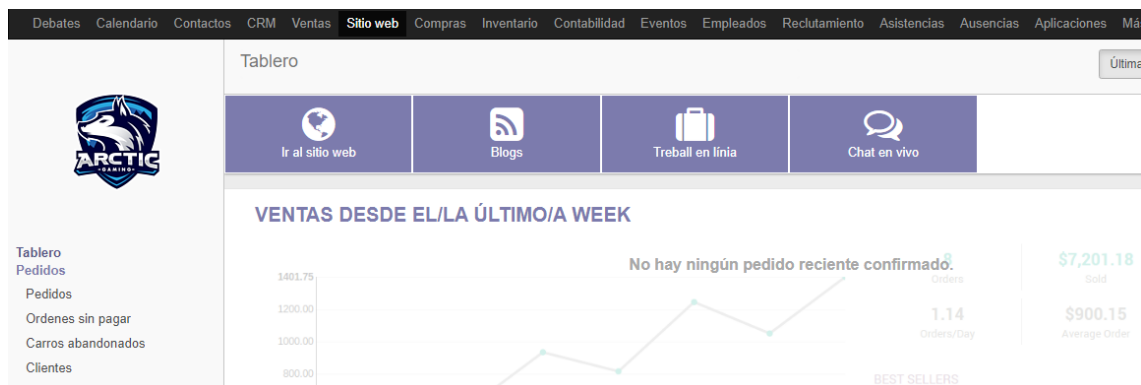 Debates Calendario Contactos CRM Ventas Sitio web Compras Inventario Contabilidad Eventos Empleados Reclutamiento Asistencias Ausencias Aplicaciones
Tablero
ARCTIC
GAMING
Ir al sitio web
Blogs
Treball en línia
Chat en vivo
VENTAS DESDE EL/LA ÚLTIMO/A WEEK
Tablero
Pedidos
Pedidos
Ordenes sin pagar
Carros abandonados
Clientes
No hay ningún pedido reciente confirmado.
1401.75
1200.00
1000.00
800.00
8
Orders
$7,201.18
Sold
1.14
Orders/Day
$900.15
Average Order
BEST SELLERS